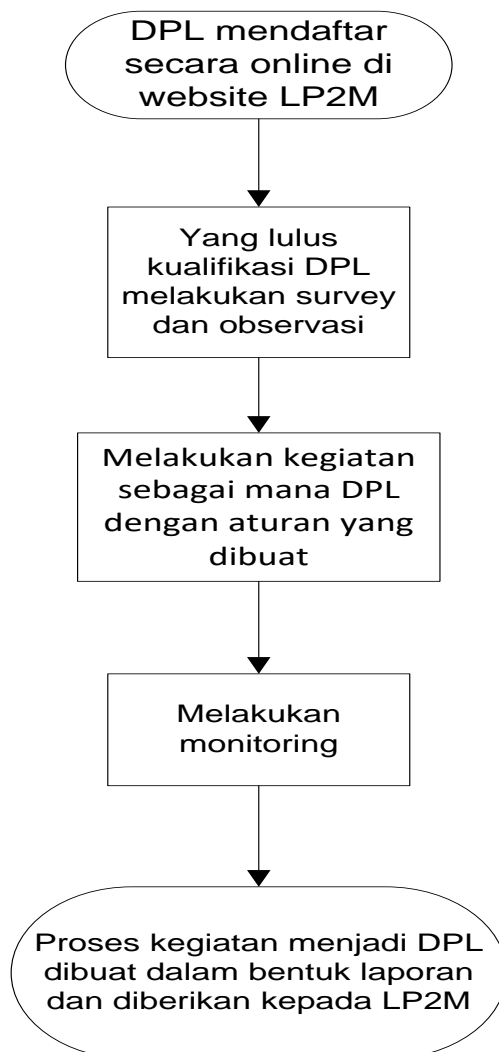 DPL mendaftar
secara online di
website LP2M
Yang lulus
kualifikasi DPL
melakukan survey
dan observasi
Melakukan kegiatan
sebagai mana DPL
dengan aturan yang
dibuat
Melakukan
monitoring
Proses kegiatan menjadi DPL
dibuat dalam bentuk laporan
dan diberikan kepada LP2M